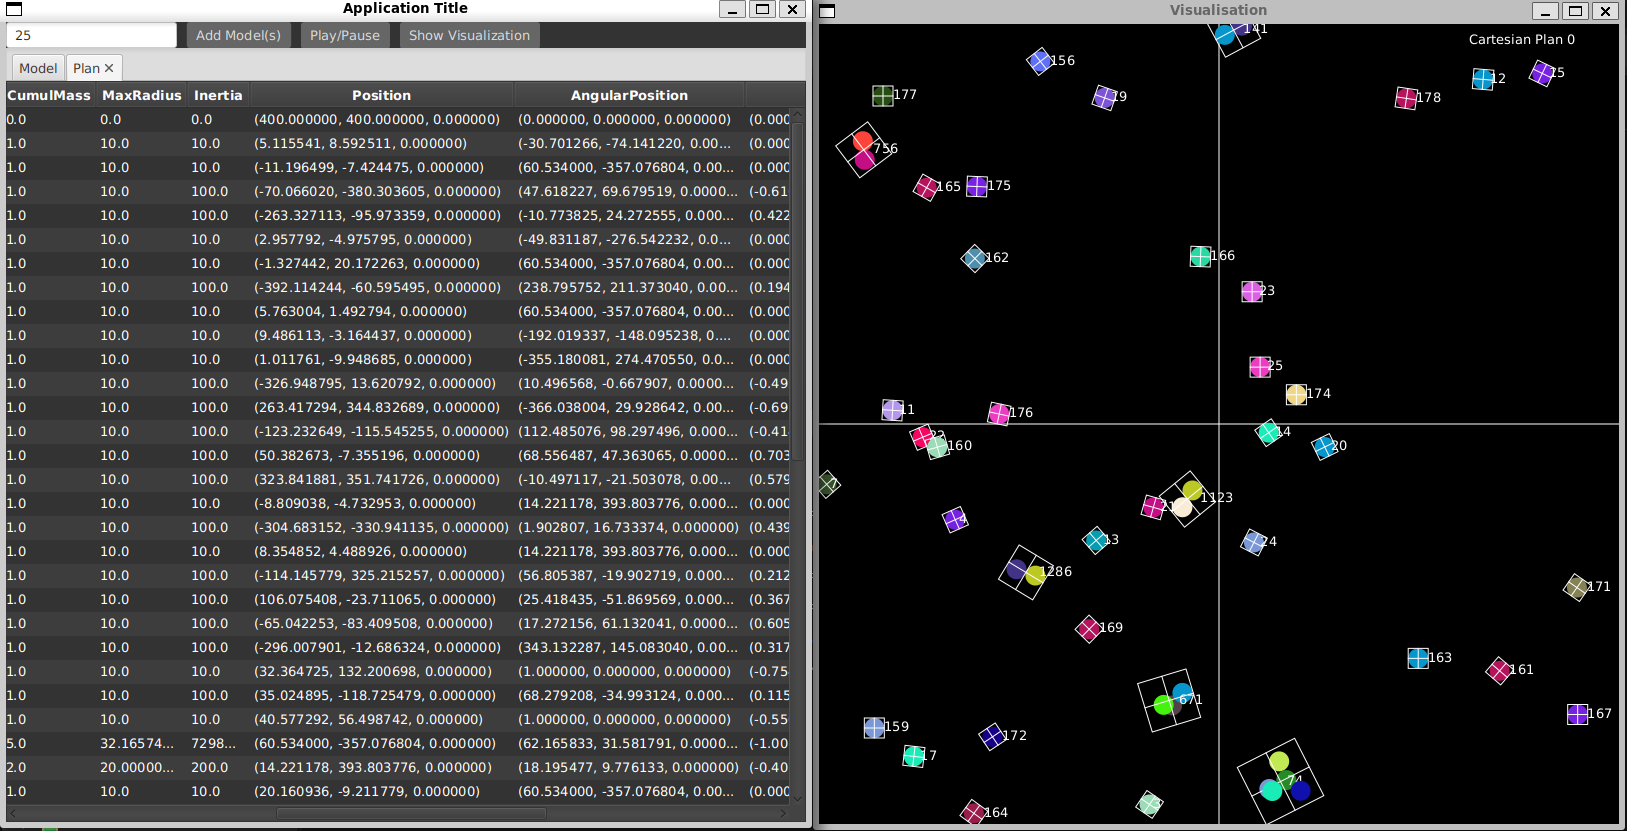 Application Title
25
Add Model(s) Play/Pause Show Visualization
Model Plan ✕
CumulMass MaxRadius Inertia Position AngularPosition
0.0 0.0 0.0 (400.000000, 400.000000, 0.000000) (0.000000, 0.000000, 0.000000) (0.000
1.0 10.0 10.0 (5.115541, 8.592511, 0.000000) (-30.701266, -74.141220, 0.00... (0.000
1.0 10.0 10.0 (-11.196499, -7.424475, 0.000000) (60.534000, -357.076804, 0.00... (0.000
1.0 10.0 100.0 (-70.066020, -380.303605, 0.000000) (47.618227, 69.679519, 0.0000... (-0.61
1.0 10.0 100.0 (-263.327113, -95.973359, 0.000000) (-10.773825, 24.272555, 0.000... (0.422
1.0 10.0 10.0 (2.957792, -4.975795, 0.000000) (-49.831187, -276.542232, 0.0... (0.000
1.0 10.0 10.0 (-1.327442, 20.172263, 0.000000) (60.534000, -357.076804, 0.00... (0.000
1.0 10.0 100.0 (-392.114244, -60.595495, 0.000000) (238.795752, 211.373040, 0.00... (0.194
1.0 10.0 10.0 (5.763004, 1.492794, 0.000000) (60.534000, -357.076804, 0.00... (0.000
1.0 10.0 10.0 (9.486113, -3.164437, 0.000000) (-192.019337, -148.095238, 0.... (0.000
1.0 10.0 10.0 (1.011761, -9.948685, 0.000000) (-355.180081, 274.470550, 0.0... (0.000
1.0 10.0 100.0 (-326.948795, 13.620792, 0.000000) (10.496568, -0.667907, 0.0000... (-0.49
1.0 10.0 100.0 (263.417294, 344.832689, 0.000000) (-366.038004, 29.928642, 0.00... (-0.69
1.0 10.0 100.0 (-123.232649, -115.545255, 0.000000) (112.485076, 98.297496, 0.000... (-0.41
1.0 10.0 100.0 (50.382673, -7.355196, 0.000000) (68.556487, 47.363065, 0.000... (0.703
1.0 10.0 100.0 (323.841881, 351.741726, 0.000000) (-10.497117, -21.503078, 0.00... (0.579
1.0 10.0 10.0 (-8.809038, -4.732953, 0.000000) (14.221178, 393.803776, 0.000... (0.000
1.0 10.0 100.0 (-304.683152, -330.941135, 0.000000) (1.902807, 16.733374, 0.000000) (0.439
1.0 10.0 10.0 (8.354852, 4.488926, 0.000000) (14.221178, 393.803776, 0.000... (0.000
1.0 10.0 100.0 (-114.145779, 325.215257, 0.000000) (56.805387, -19.902719, 0.000... (0.212
1.0 10.0 100.0 (106.075408, -23.711065, 0.000000) (25.418435, -51.869569, 0.000... (0.367
1.0 10.0 100.0 (-65.042253, -83.409508, 0.000000) (17.272156, 61.132041, 0.0000... (0.605
1.0 10.0 100.0 (-296.007901, -12.686324, 0.000000) (343.132287, 145.083040, 0.00... (0.317
1.0 10.0 10.0 (32.364725, 132.200698, 0.000000) (1.000000, 0.000000, 0.000000) (-0.75
1.0 10.0 100.0 (35.024895, -118.725479, 0.000000) (68.279208, -34.993124, 0.000... (0.115
1.0 10.0 10.0 (40.577292, 56.498742, 0.000000) (1.000000, 0.000000, 0.000000) (-0.55
5.0 32.16574... 7298... (60.534000, -357.076804, 0.000000) (62.165833, 31.581791, 0.0000... (-1.00
2.0 20.00000... 200.0 (14.221178, 393.803776, 0.000000) (18.195477, 9.776133, 0.000000) (-0.40
1.0 10.0 10.0 (20.160936, -9.211779, 0.000000) (60.534000, -357.076804, 0.00... (0.000
Visualisation
141
Cartesian Plan 0
156
12
15
177
19
178
756
165
175
162
166
23
25
174
11
176
160
14
20
7
1123
4
13
24
1286
171
169
163
161
671
167
159
172
17
74
164